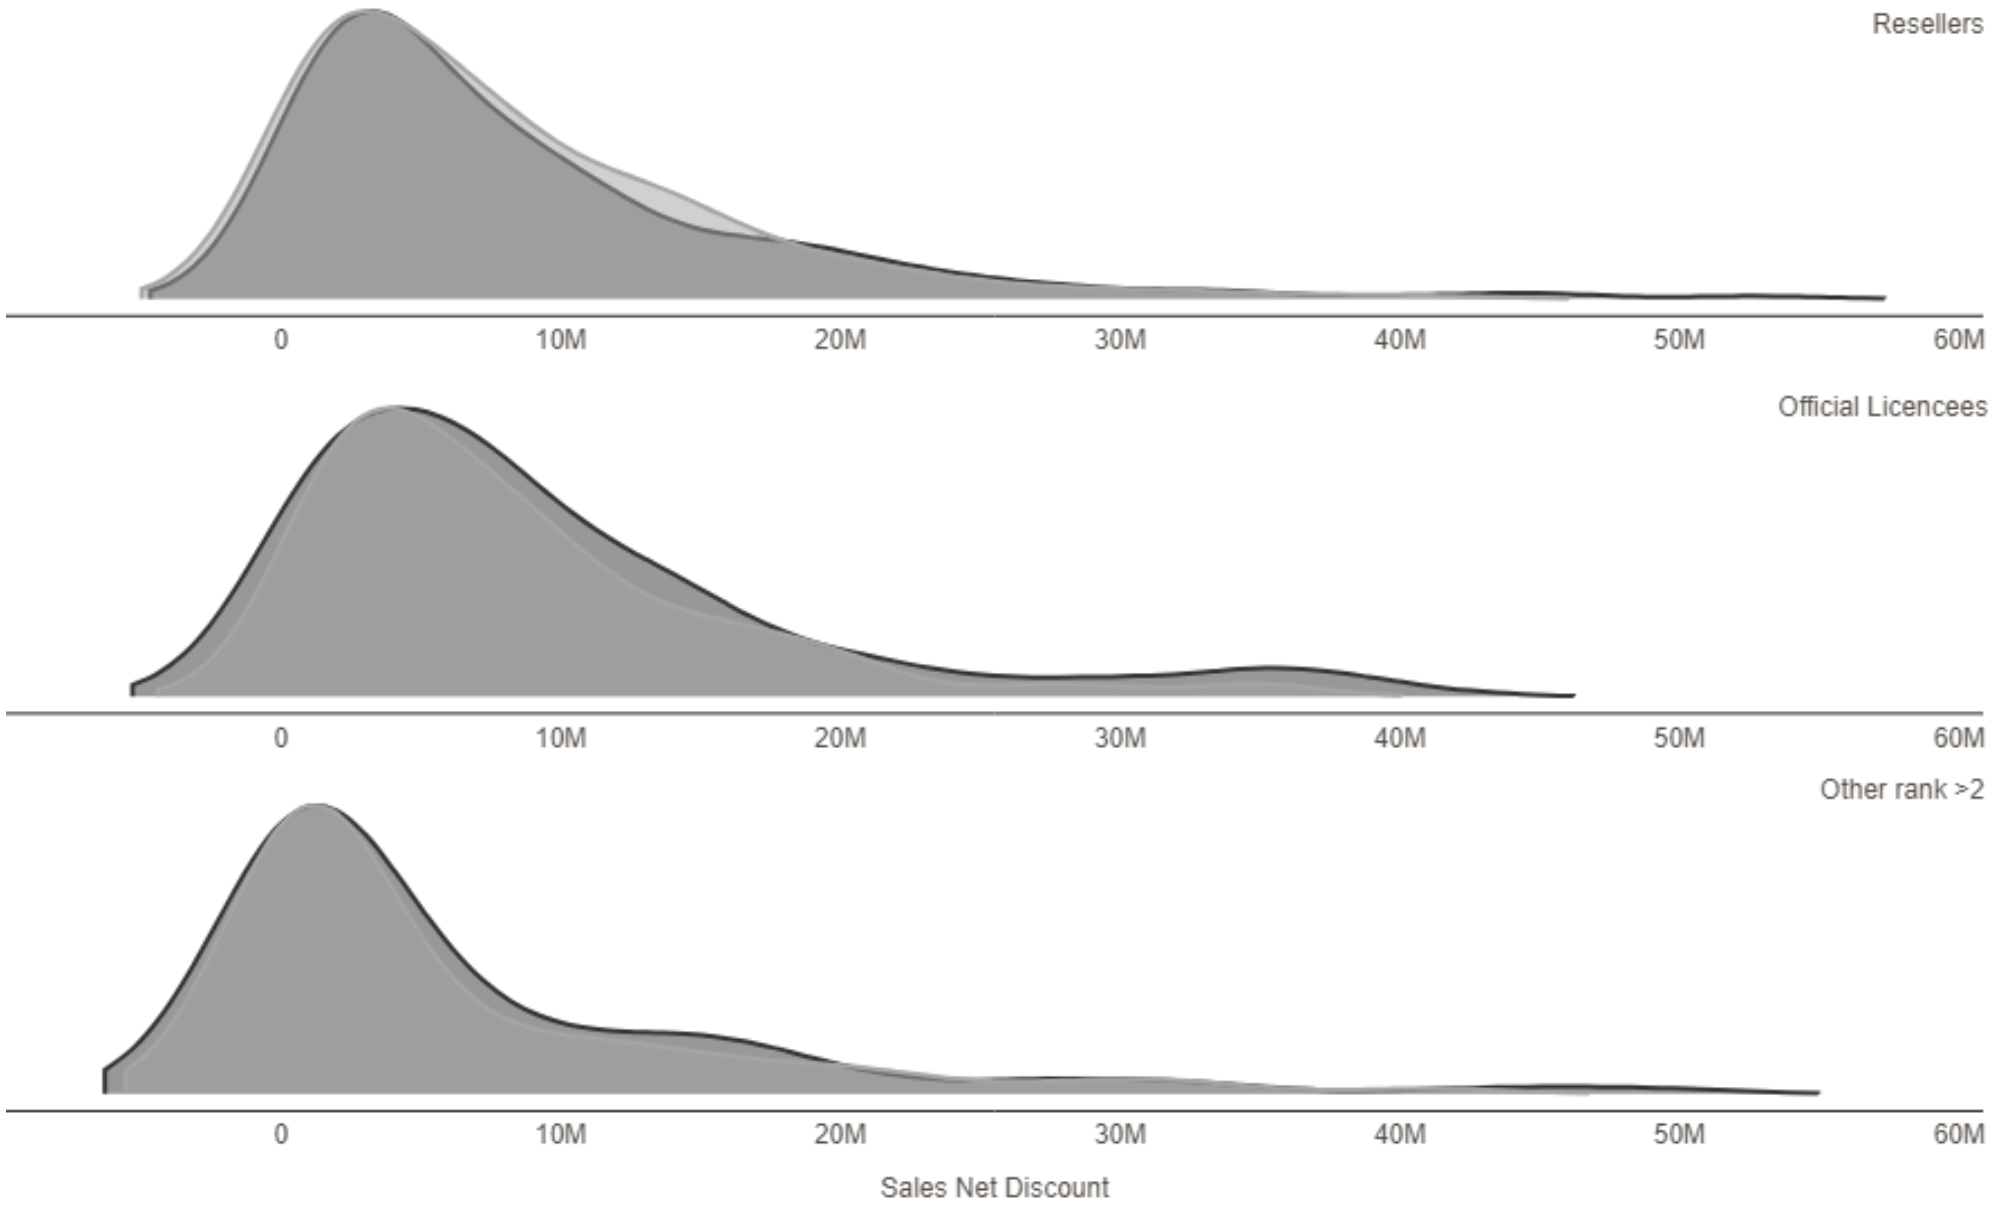 Resellers
0 10M 20M 30M 40M 50M 60M
Official Licencees
0 10M 20M 30M 40M 50M 60M
Other rank >2
0 10M 20M 30M 40M 50M 60M
Sales Net Discount